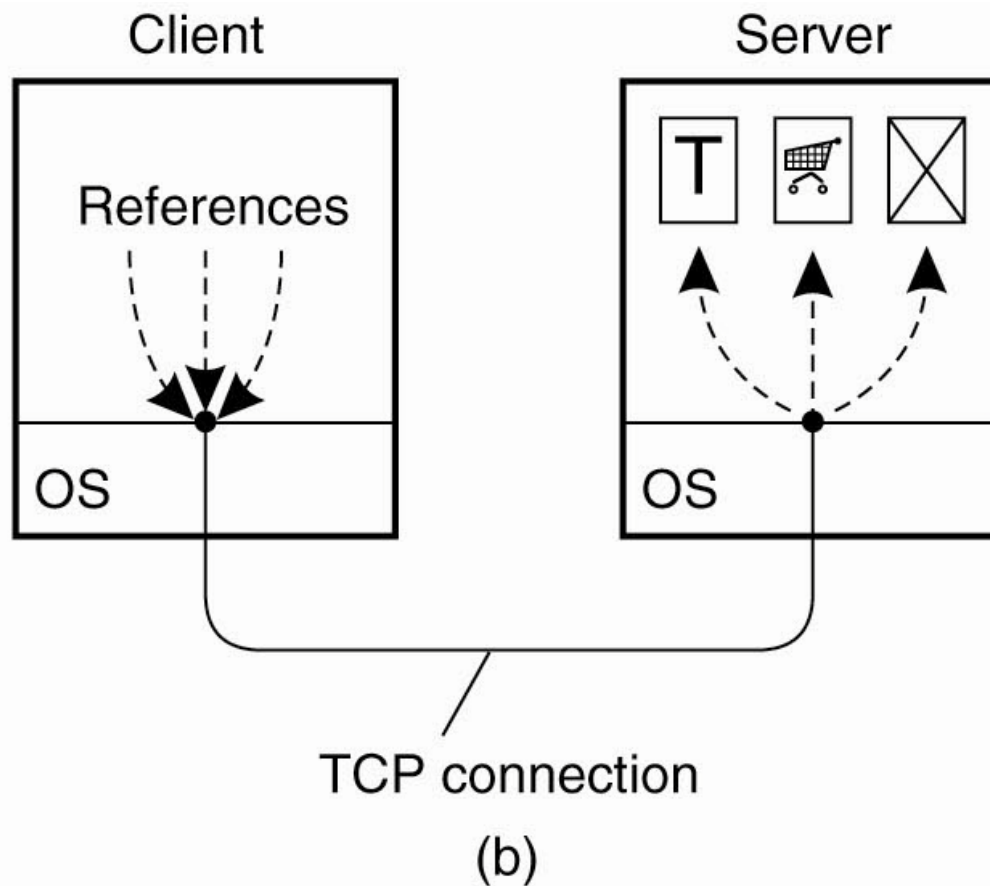 Client
Server
References
T
OS
OS
TCP connection
(b)